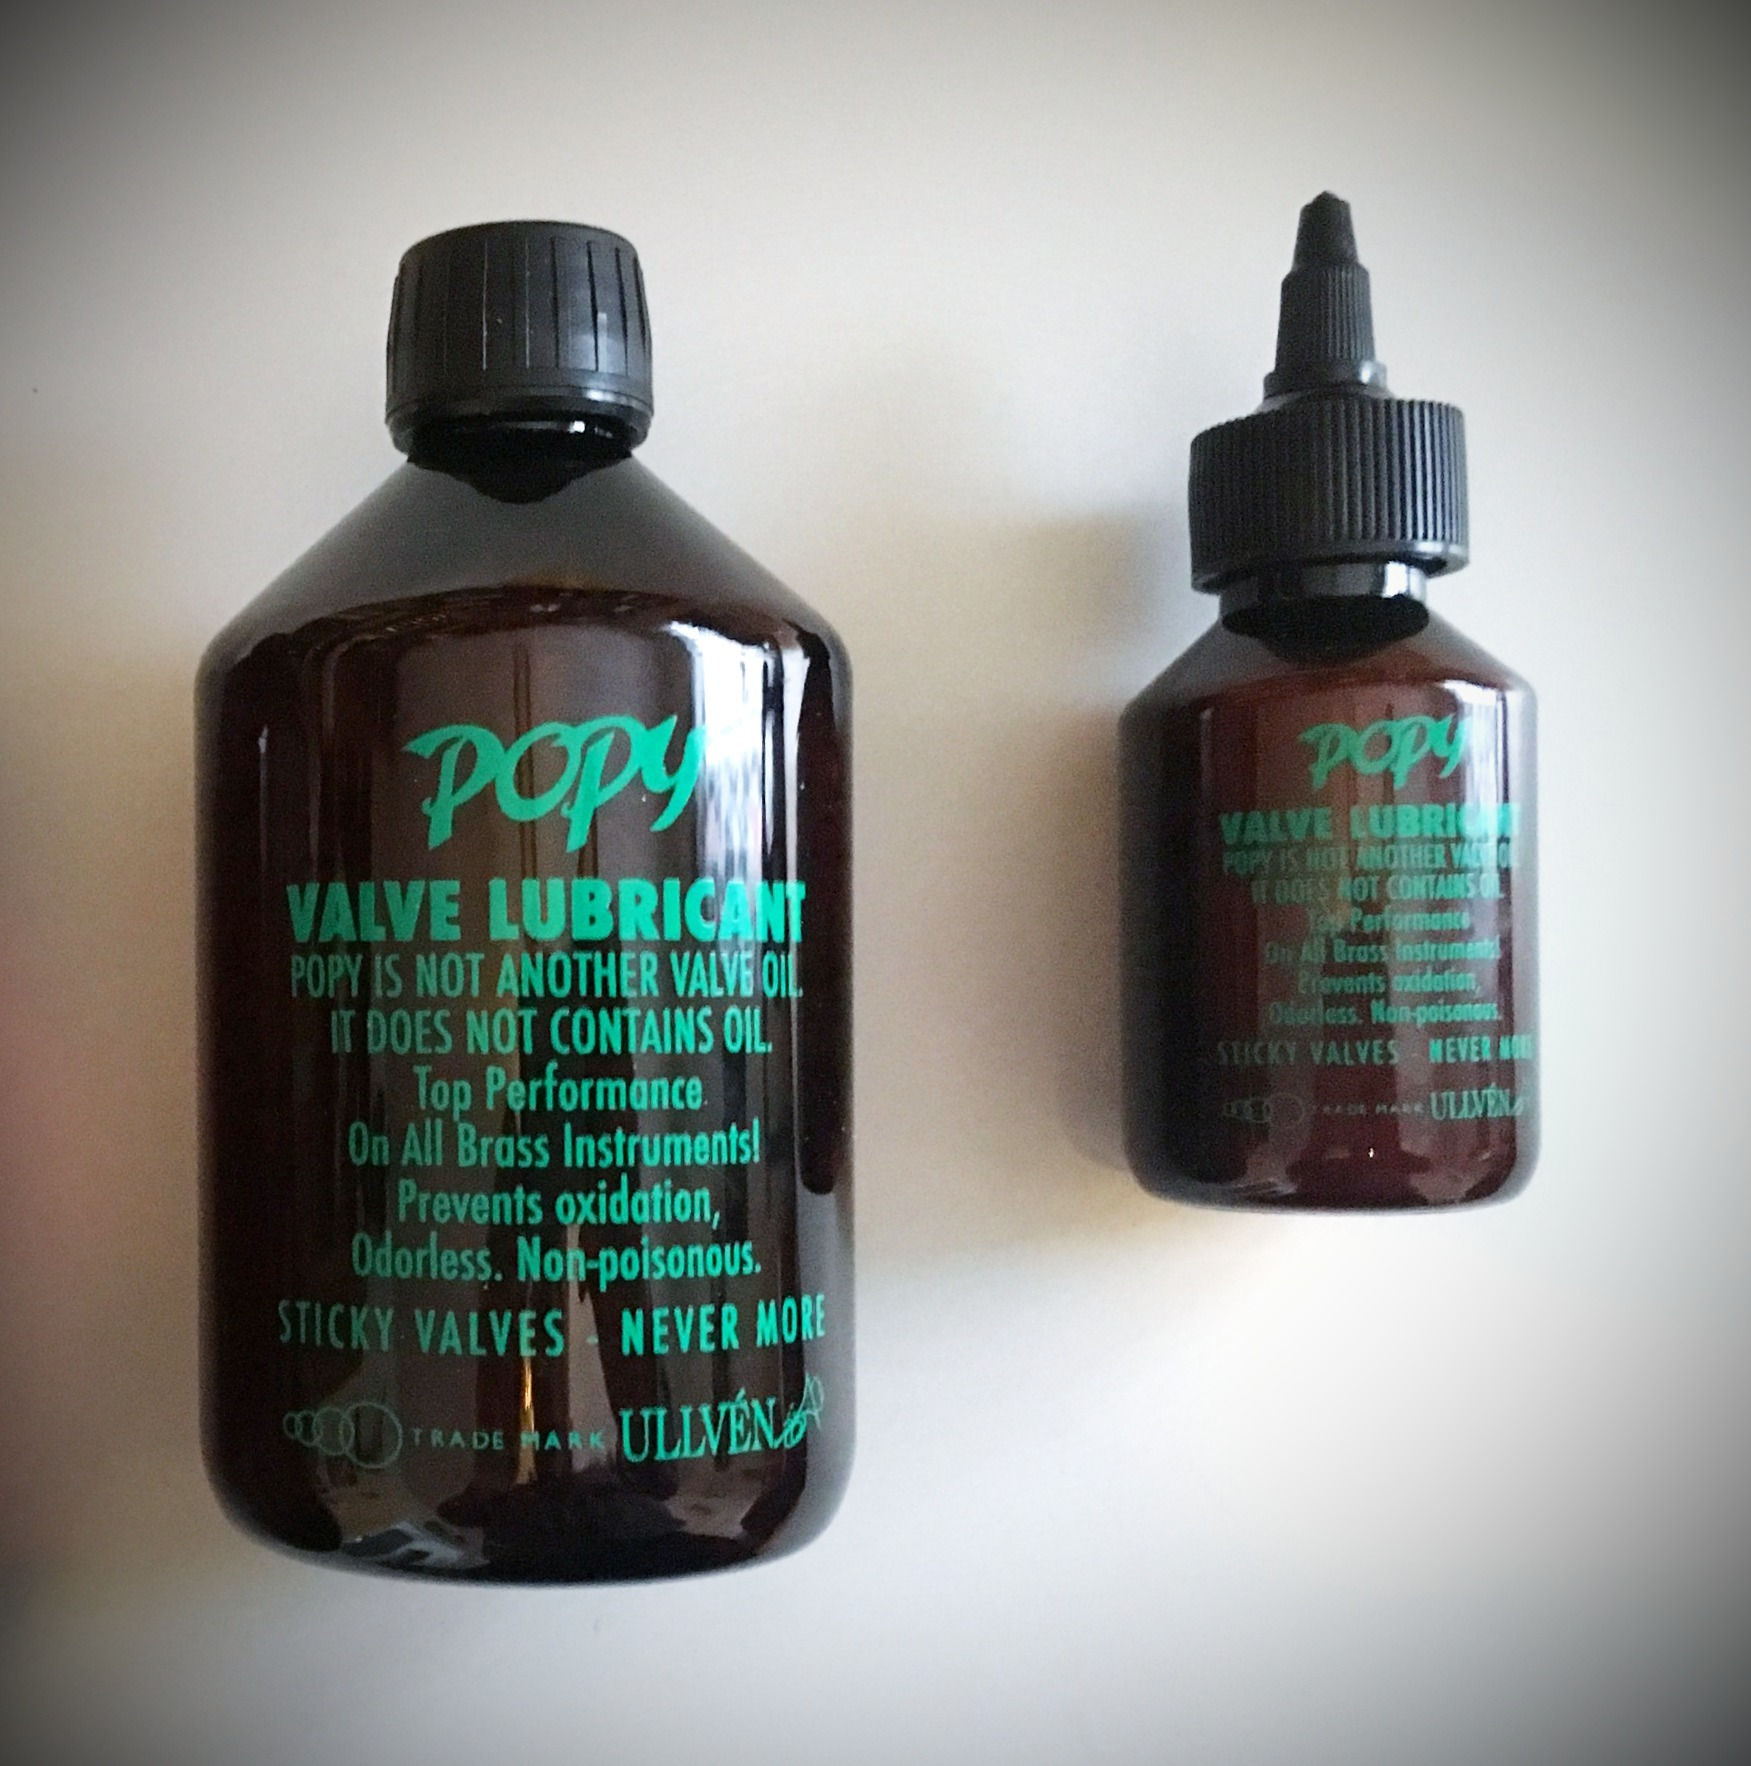 POPY
VALVE LUBRICANT
POPY IS NOT ANOTHER VALVE OIL.
IT DOES NOT CONTAINS OIL.
Top Performance
On All Brass Instruments!
Prevents oxidation,
Odorless. Non-poisonous.
STICKY VALVES - NEVER MORE
TRADE MARK ULLVÉN
POPY
VALVE LUBRICANT
POPY IS NOT ANOTHER VALVE OIL
IT DOES NOT CONTAINS OIL
Top Performance
On All Brass Instruments!
Prevents oxidation,
Odorless. Non-poisonous.
STICKY VALVES - NEVER MORE
TRADE MARK ULLVÉN